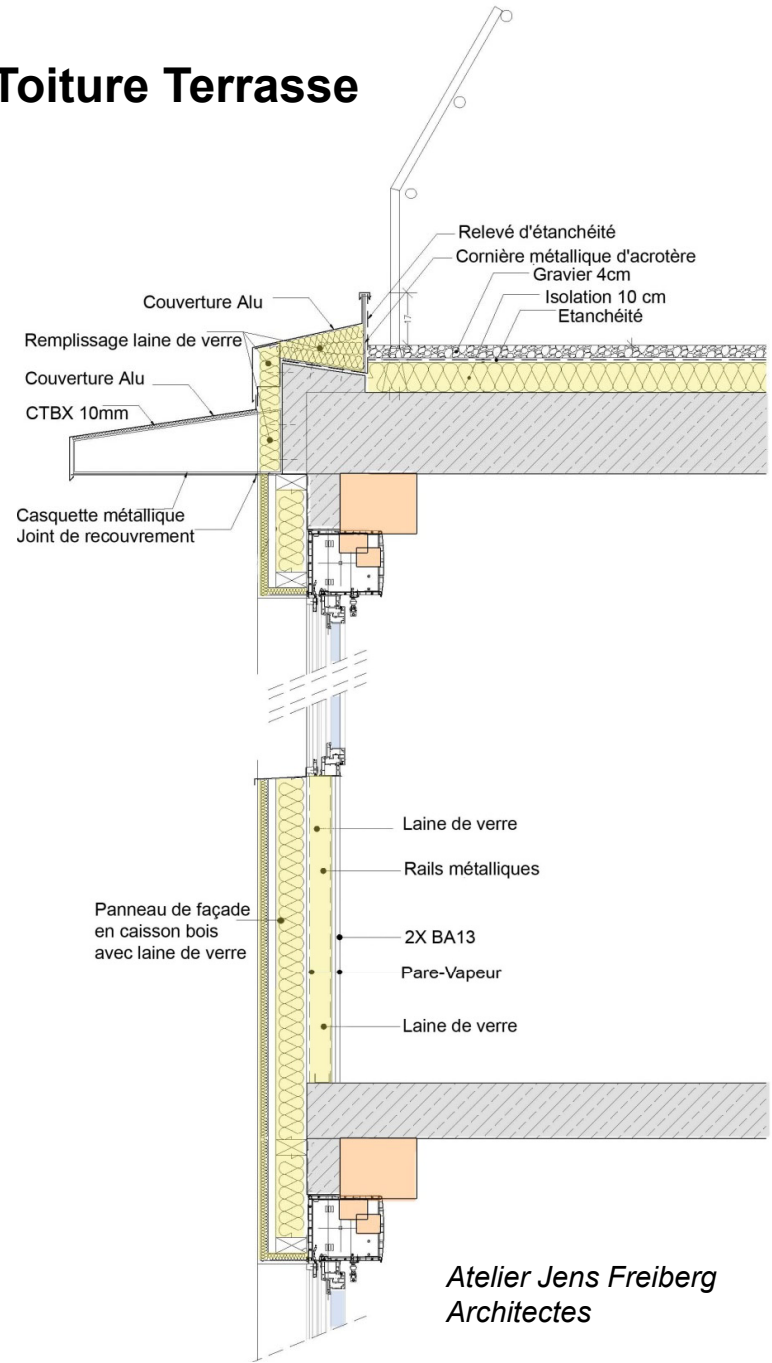 Toiture Terrasse
Relevé d'étanchéité
Cornière métallique d'acrotère
Gravier 4cm
Isolation 10 cm
Etanchéité
Couverture Alu
Remplissage laine de verre
Couverture Alu
CTBX 10mm
17
Casquette métallique
Joint de recouvrement
Laine de verre
Rails métalliques
Panneau de façade
en caisson bois
avec laine de verre
2X BA13
Pare-Vapeur
Laine de verre
Atelier Jens Freiberg
Architectes